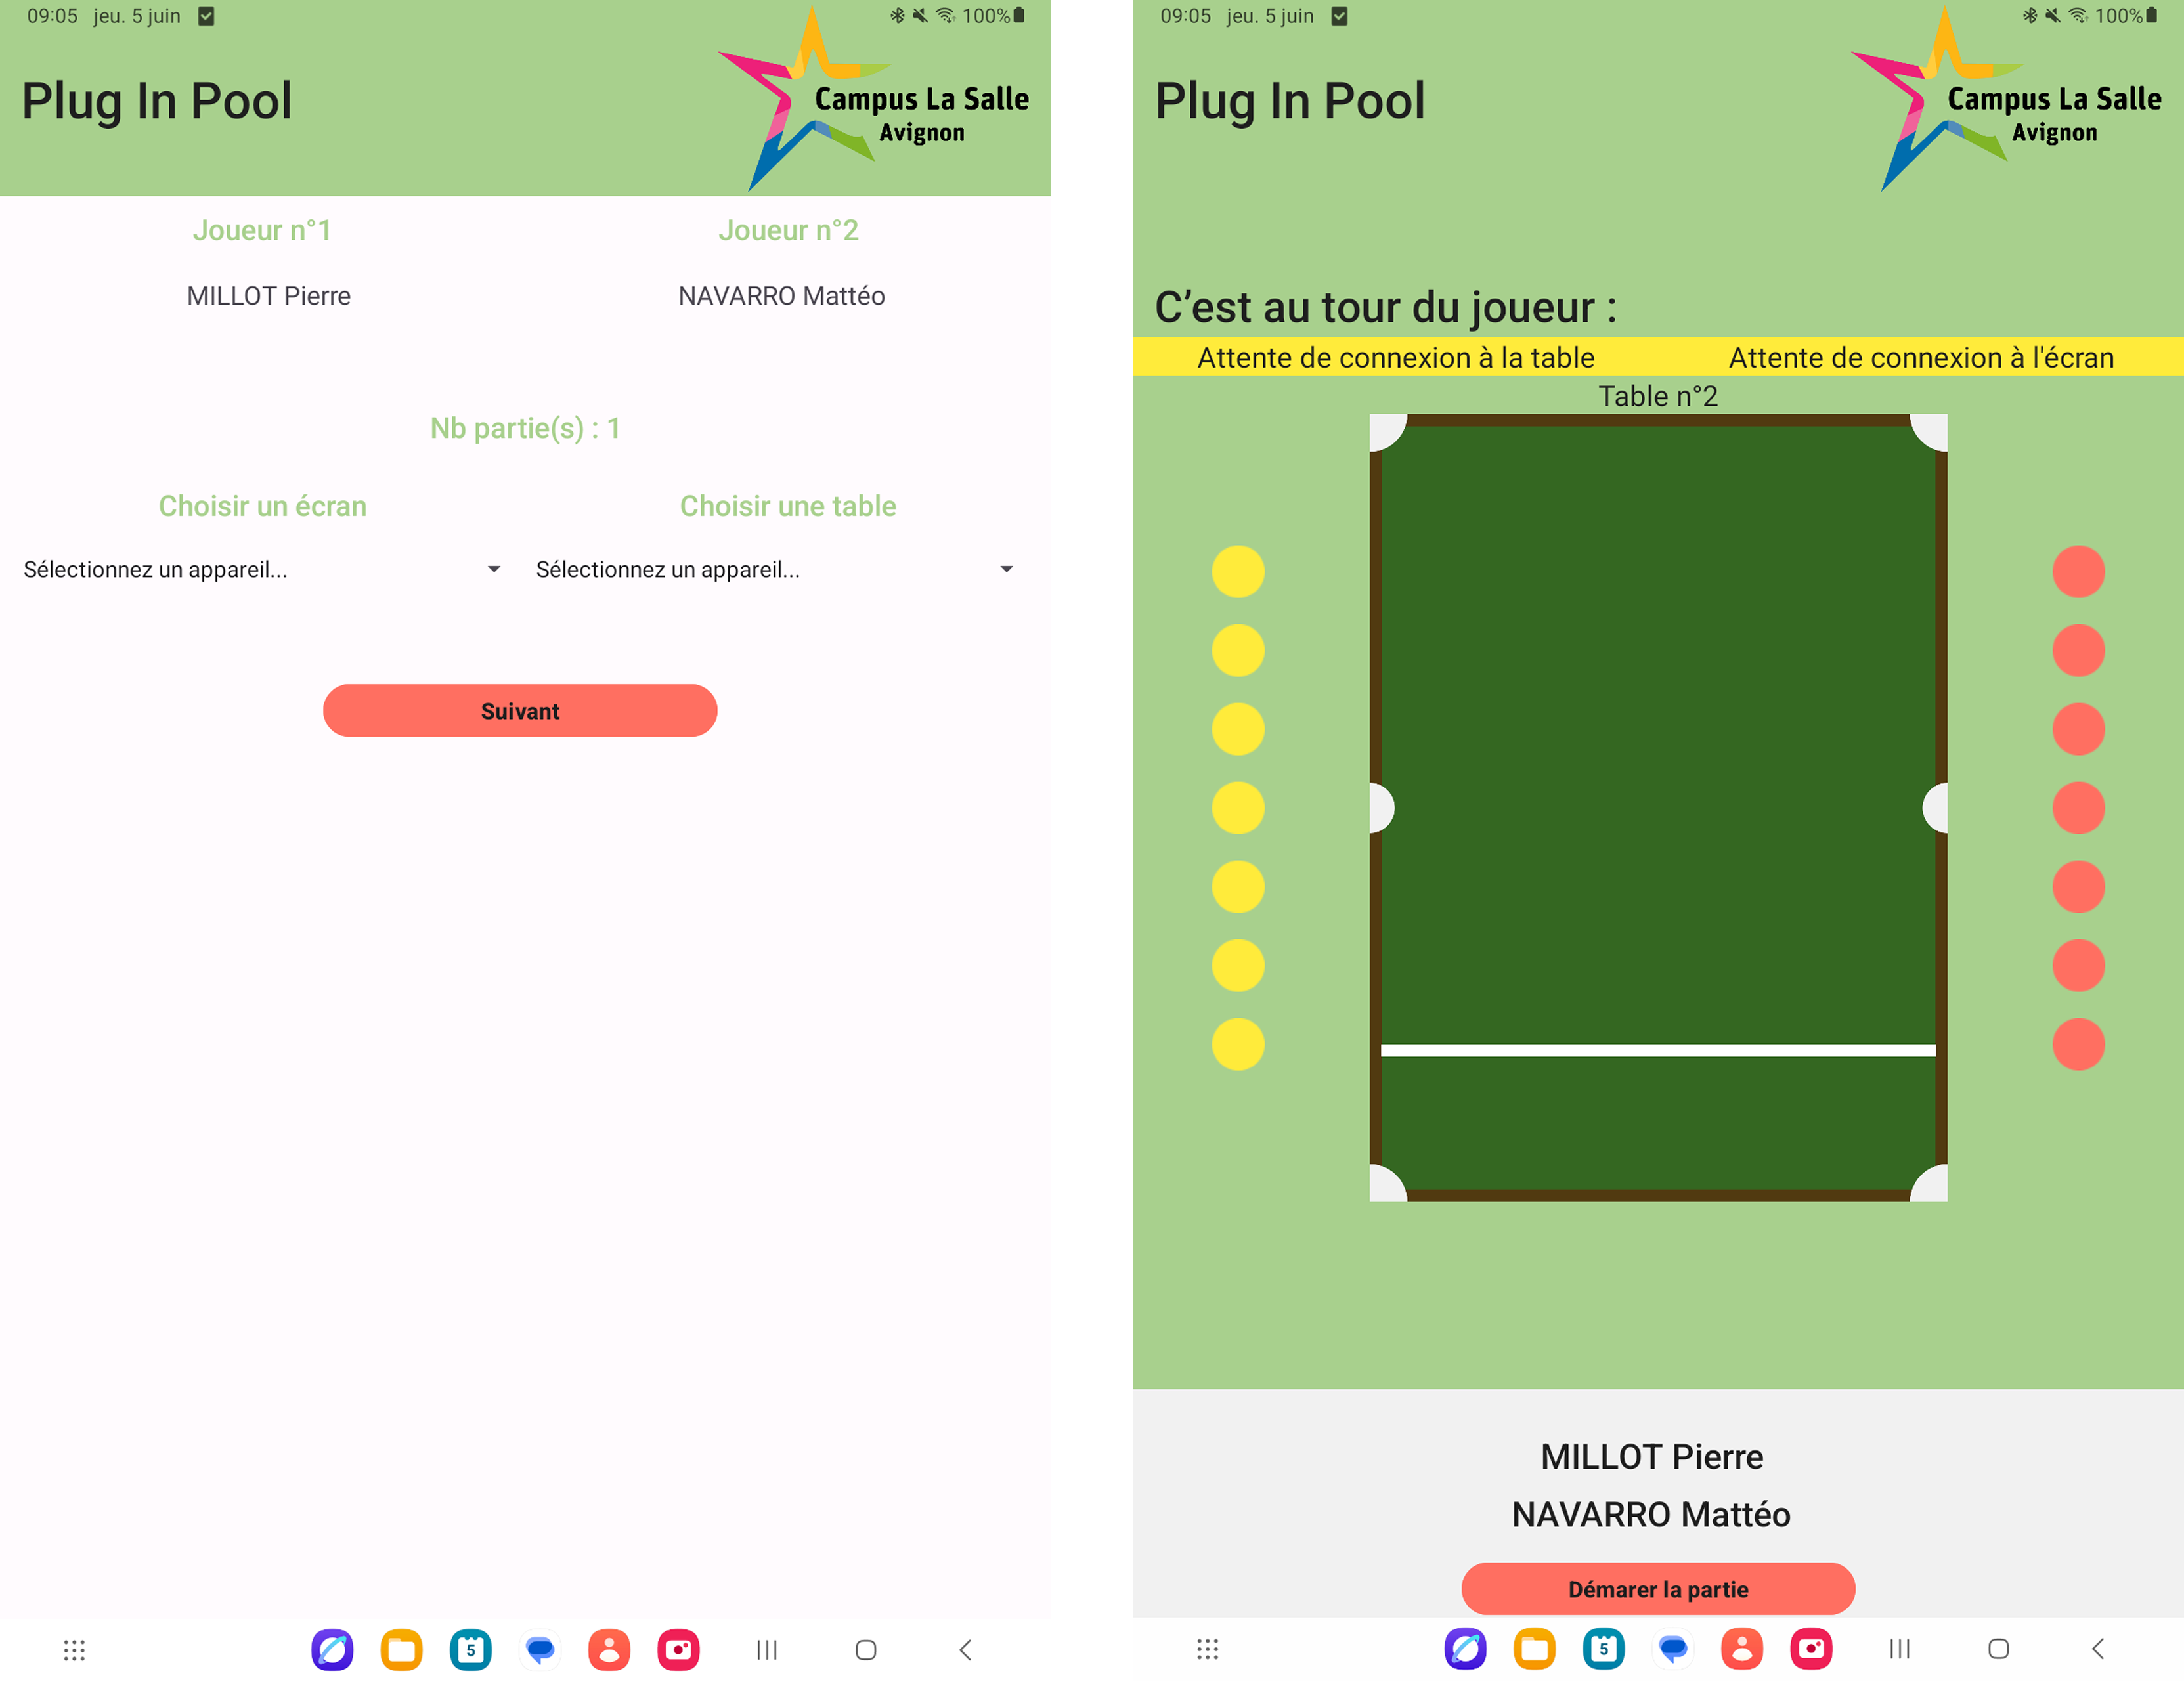 09:05 jeu. 5 juin 100%
Plug In Pool
Campus La Salle
Avignon
Joueur n°1 Joueur n°2
MILLOT Pierre NAVARRO Mattéo
Nb partie(s) : 1
Choisir un écran Choisir une table
Sélectionnez un appareil... Sélectionnez un appareil...
Suivant
5
09:05 jeu. 5 juin 100%
Plug In Pool
Campus La Salle
Avignon
C’est au tour du joueur :
Attente de connexion à la table Attente de connexion à l'écran
Table n°2
MILLOT Pierre
NAVARRO Mattéo
Démarer la partie
5